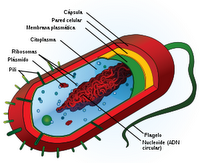 Cápsula
Pared celular
Membrana plasmática
Citoplasma
Ribosomas
Plásmido
Pili
Flagelo
Nucleoide (ADN
circular)